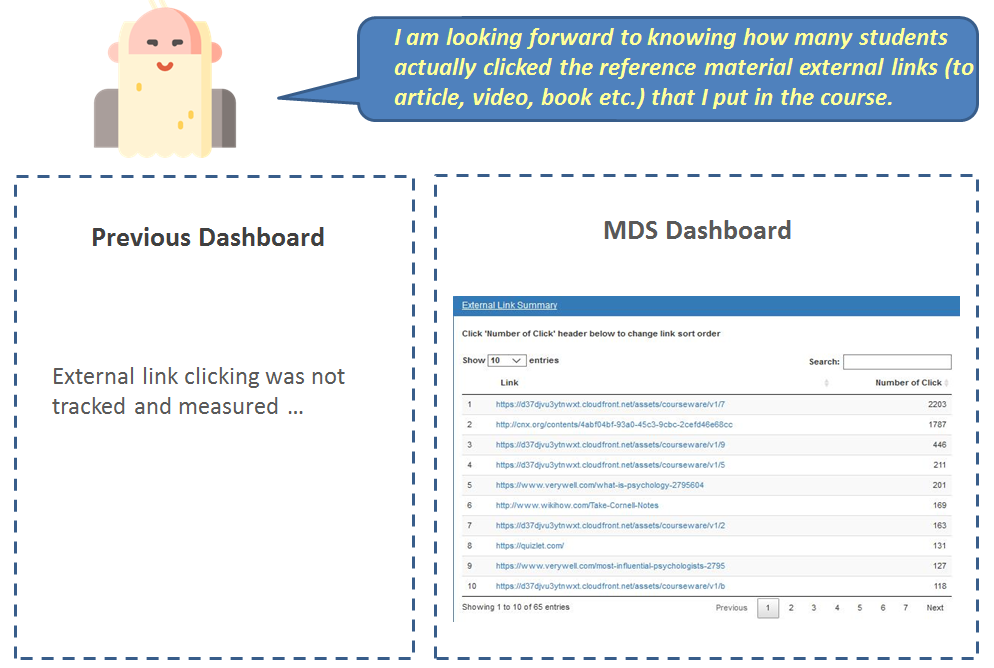 I am looking forward to knowing how many students
actually clicked the reference material external links (to
article, video, book etc.) that I put in the course.
Previous Dashboard
External link clicking was not
tracked and measured ...
MDS Dashboard
External Link Summary
Click 'Number of Click' header below to change link sort order
Show 10 entries Search:
Link Number of Click
1 https://d37djvu3ytnwxt.cloudfront.net/assets/courseware/v1/7 2203
2 http://cnx.org/contents/4abf04bf-93a0-45c3-9cbc-2cefd46e68cc 1787
3 https://d37djvu3ytnwxt.cloudfront.net/assets/courseware/v1/9 446
4 https://d37djvu3ytnwxt.cloudfront.net/assets/courseware/v1/5 211
5 https://www.verywell.com/what-is-psychology-2795604 201
6 http://www.wikihow.com/Take-Cornell-Notes 169
7 https://d37djvu3ytnwxt.cloudfront.net/assets/courseware/v1/2 163
8 https://quizlet.com/ 131
9 https://www.verywell.com/most-influential-psychologists-2795 127
10 https://d37djvu3ytnwxt.cloudfront.net/assets/courseware/v1/b 118
Showing 1 to 10 of 65 entries Previous 1 2 3 4 5 6 7 Next